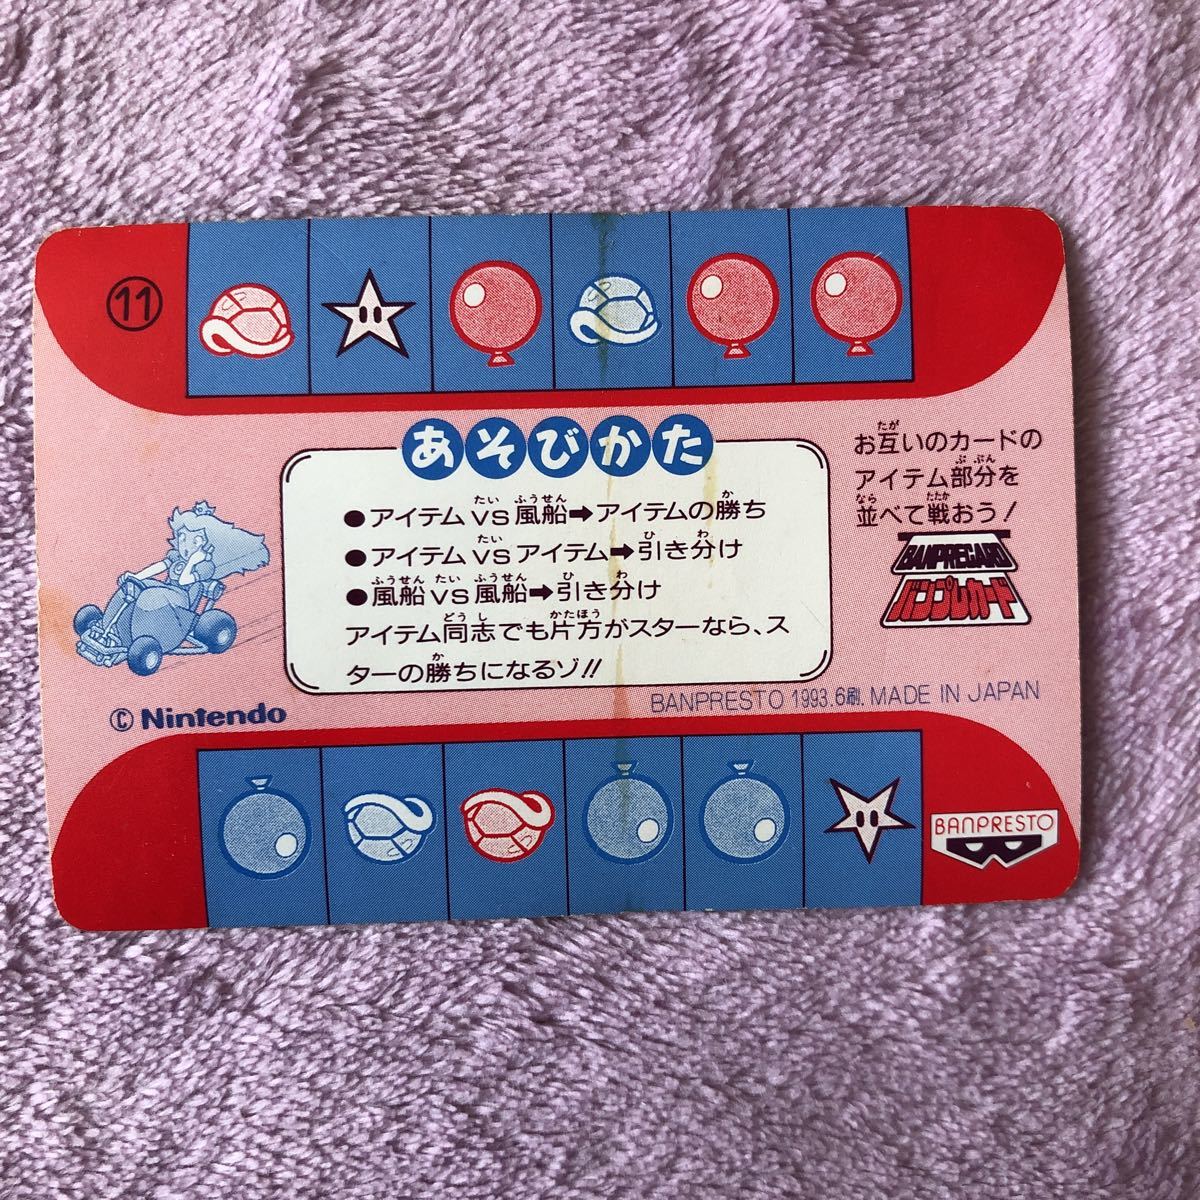 ⑪
あそびかた
●アイテムvs風船➡アイテムの勝ち
●アイテムvsアイテム➡引き分け
●風船vs風船➡引き分け
アイテム同志でも片方がスターなら、ス
ターの勝ちになるゾ!!
お互いのカードの
アイテム部分を
並べて戦おう!
BANPRECARD
バンプレカード
© Nintendo
BANPRESTO 1993.6刷. MADE IN JAPAN
BANPRESTO